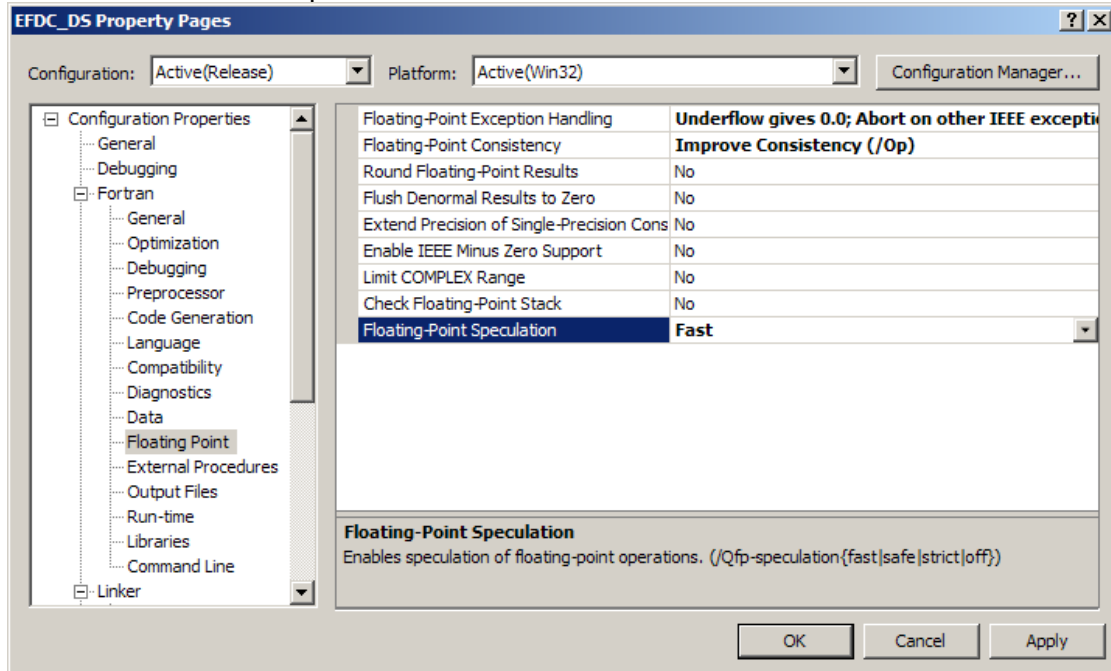 EFDC_DS Property Pages
Configuration: Active(Release) Platform: Active(Win32) Configuration Manager...
Configuration Properties
General
Debugging
Fortran
General
Optimization
Debugging
Preprocessor
Code Generation
Language
Compatibility
Diagnostics
Data
Floating Point
External Procedures
Output Files
Run-time
Libraries
Command Line
Linker
Floating-Point Exception Handling Underflow gives 0.0; Abort on other IEEE exceptio
Floating-Point Consistency Improve Consistency (/Op)
Round Floating-Point Results No
Flush Denormal Results to Zero No
Extend Precision of Single-Precision Cons No
Enable IEEE Minus Zero Support No
Limit COMPLEX Range No
Check Floating-Point Stack No
Floating-Point Speculation Fast
Floating-Point Speculation
Enables speculation of floating-point operations. (/Qfp-speculation{fast|safe|strict|off})
OK Cancel Apply